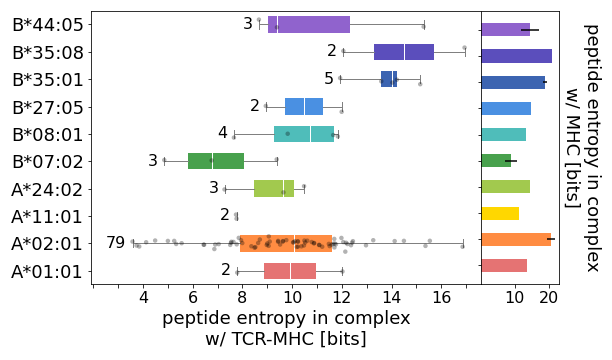 B*44:05
3
B*35:08
2
B*35:01
5
B*27:05
2
B*08:01
4
B*07:02
3
A*24:02
3
A*11:01
2
A*02:01
79
A*01:01
2
4 6 8 10 12 14 16
10 20
peptide entropy in complex
w/ TCR-MHC [bits]
peptide entropy
w/ MHC [bits]